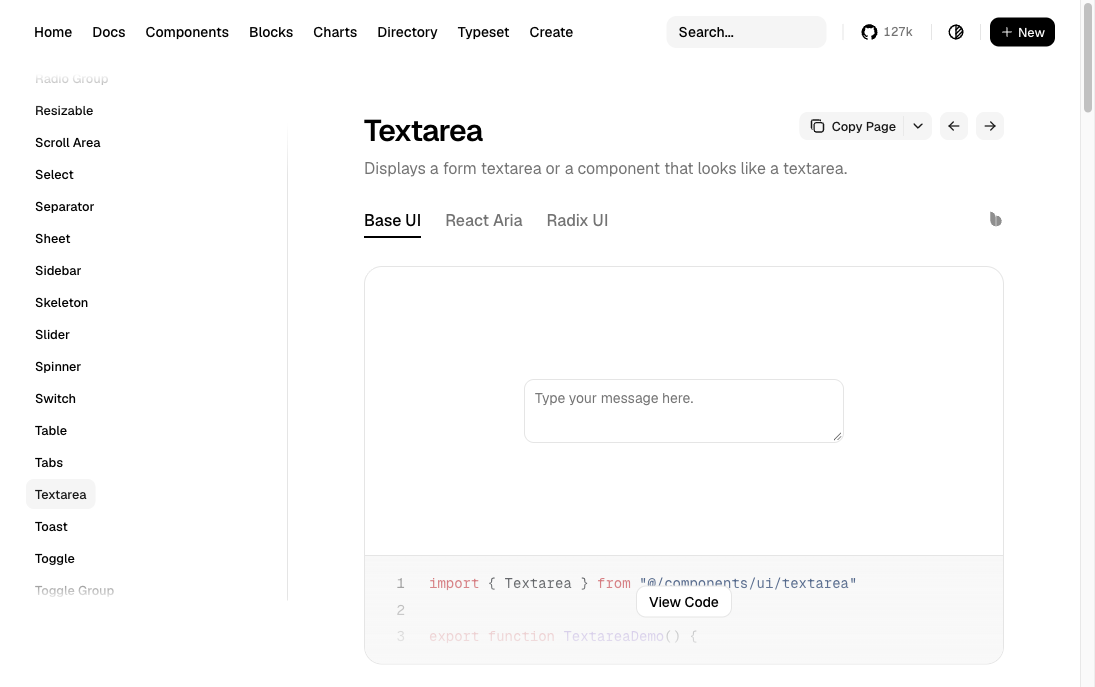 Home Docs Components Blocks Charts Directory Typeset Create
Search...
127k
New
Radio Group
Resizable
Scroll Area
Select
Separator
Sheet
Sidebar
Skeleton
Slider
Spinner
Switch
Table
Tabs
Textarea
Toast
Toggle
Toggle Group
Textarea
Copy Page
Displays a form textarea or a component that looks like a textarea.
Base UI React Aria Radix UI
Type your message here.
1 import { Textarea } from "@/components/ui/textarea"
View Code
2
3 export function TextareaDemo() {